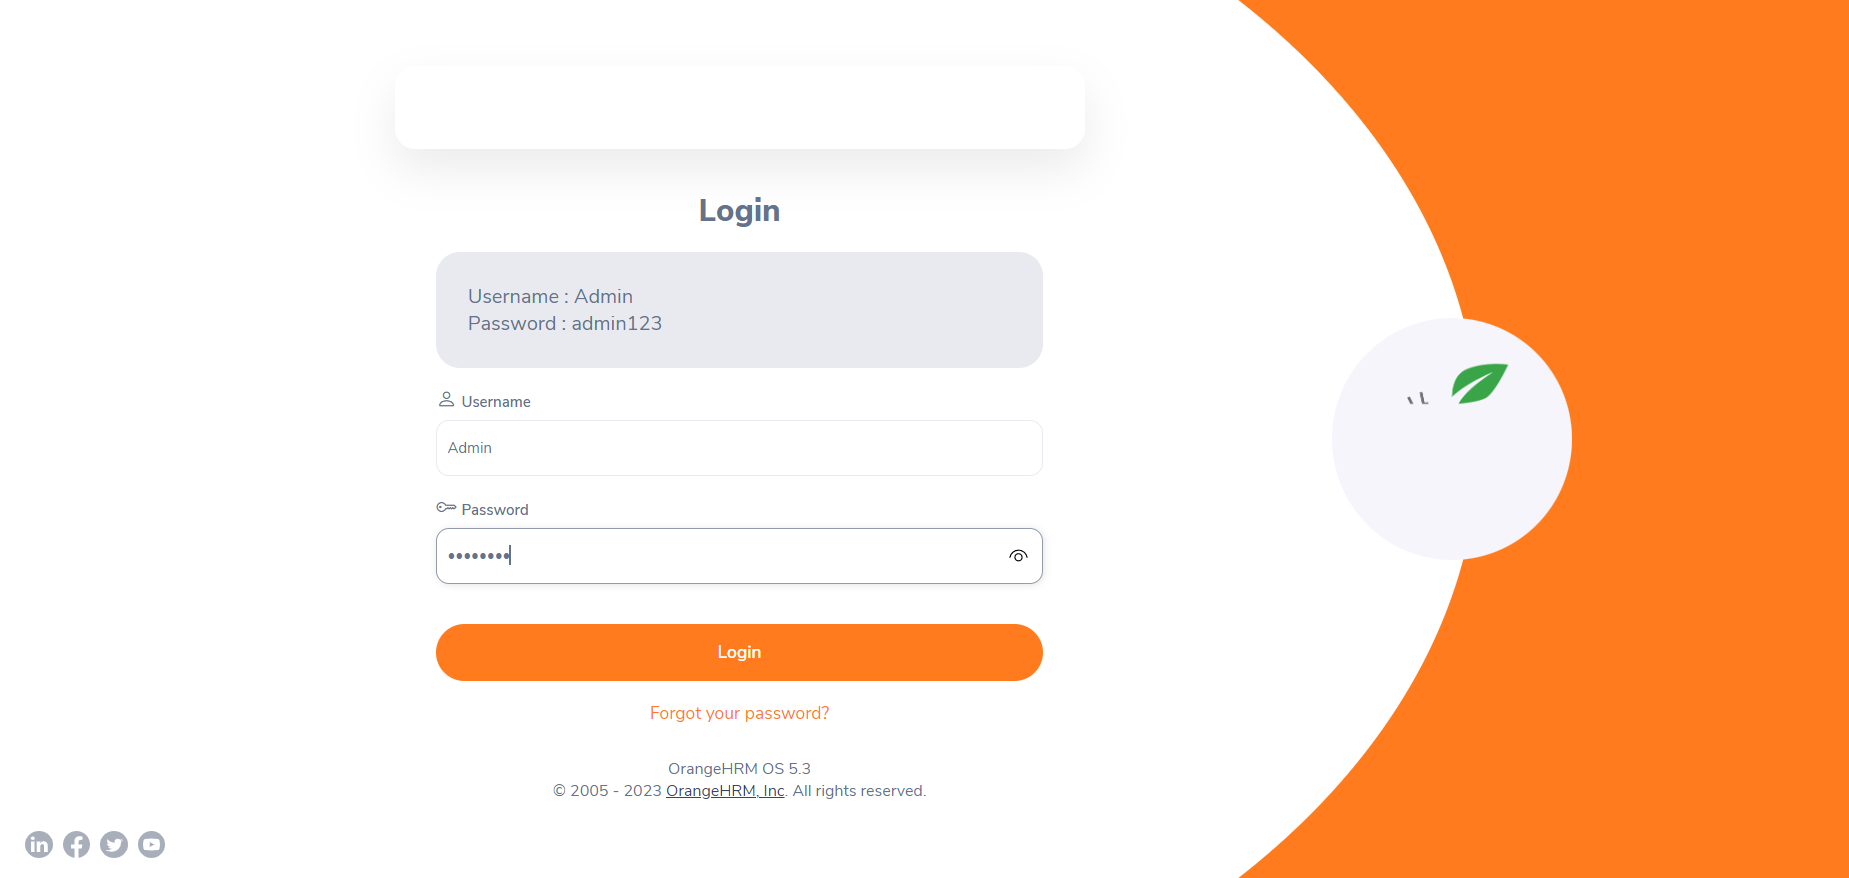 Login
Username : Admin
Password : admin123
Username
Admin
Password
••••••••
Login
Forgot your password?
OrangeHRM OS 5.3
© 2005 - 2023 OrangeHRM, Inc. All rights reserved.